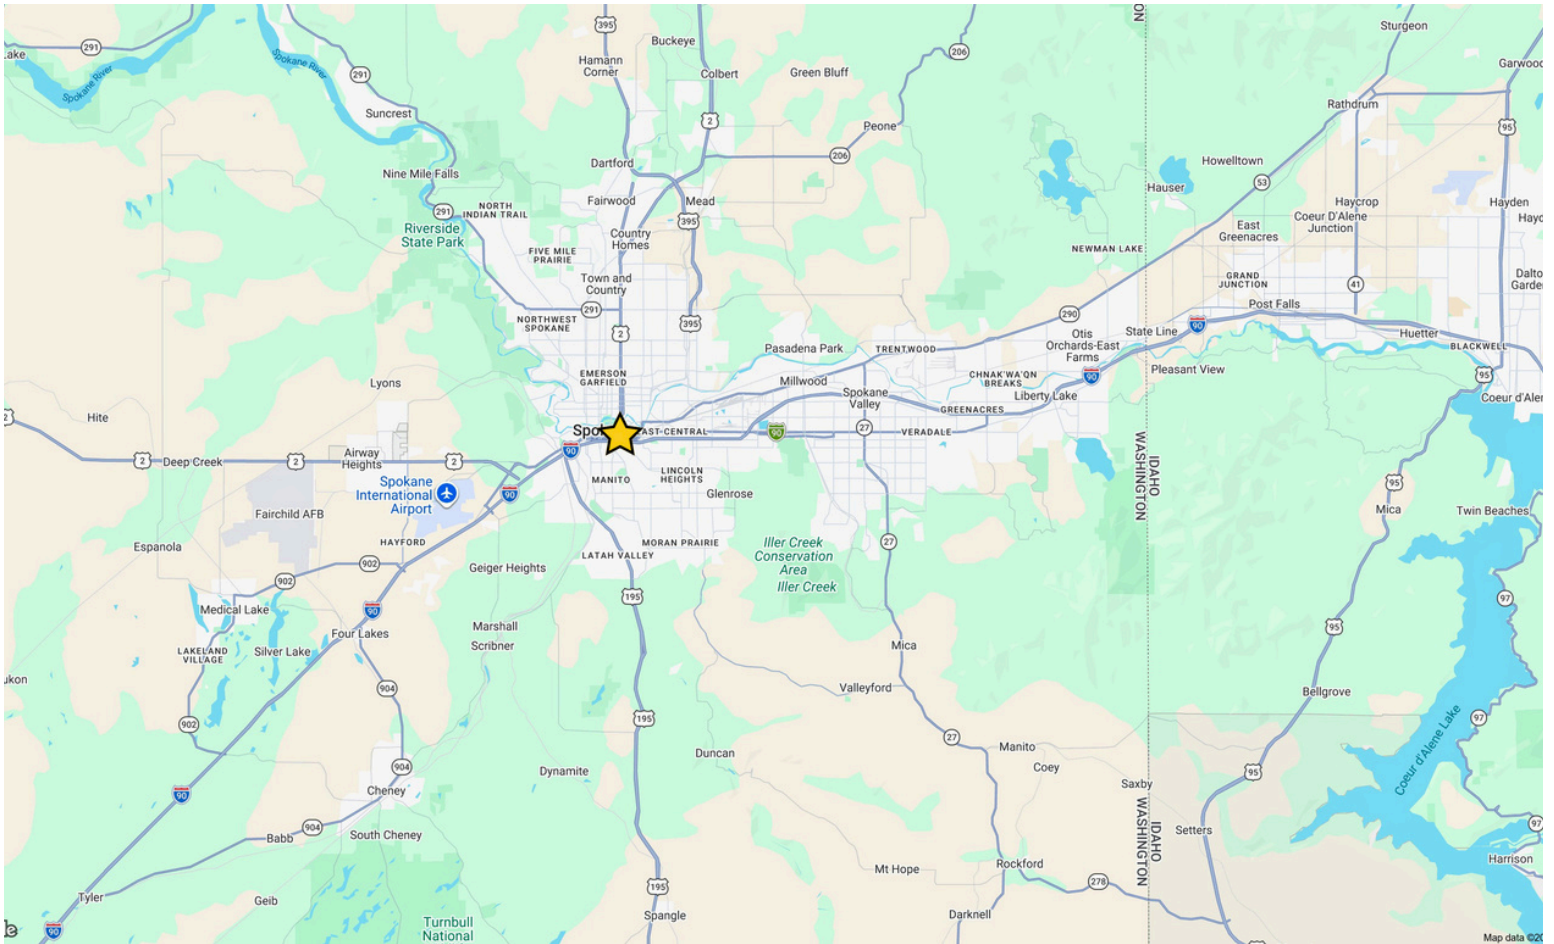 395
ON
Sturgeon
291
Lake
Buckeye
206
Spokane River
Spokane River
291
Hamann
Corner
Colbert
Green Bluff
Garwood
Rathdrum
Suncrest
2
Peone
95
206
Dartford
Howelltown
Nine Mile Falls
53
Hauser
291
NORTH
INDIAN TRAIL
Fairwood
Mead
395
Haycrop
Hayden
Coeur D'Alene
Junction
Riverside
State Park
Country
Homes
East
Greenacres
FIVE MILE
PRAIRIE
NEWMAN LAKE
Town and
Country
GRAND
JUNCTION
41
291
Post Falls
290
NORTHWEST
SPOKANE
395
2
State Line
90
Otis
Orchards-East
Farms
Huetter
Pasadena Park
TRENTWOOD
BLACKWELL
Pleasant View
EMERSON
GARFIELD
Millwood
CHNAK'WA'QN
BREAKS
90
95
Lyons
Spokane
Valley
Liberty Lake
Coeur d'Alen
GREENACRES
Hite
27
Spo
AST CENTRAL
90
VERADALE
90
2
Deep Creek
2
Airway
Heights
2
IDAHO
WASHINGTON
MANITO
LINCOLN
HEIGHTS
95
Spokane
International
Airport
90
Glenrose
Mica
Twin Beaches
Fairchild AFB
HAYFORD
MORAN PRAIRIE
Iller Creek
Conservation
Area
27
Espanola
LATAH VALLEY
902
Geiger Heights
902
Iller Creek
195
97
Medical Lake
90
Marshall
95
Four Lakes
Scribner
Mica
LAKELAND
VILLAGE
Silver Lake
ukon
904
Valleyford
Bellgrove
902
195
97
27
Coeur d'Alene Lake
Duncan
Manito
Coey
904
Dynamite
95
Saxby
90
Cheney
IDAHO
WASHINGTON
904
South Cheney
Setters
97
Babb
Rockford
Harrison
Mt Hope
278
195
Tyler
Geib
Spangle
Darknell
90
Turnbull
National
Map data ©20